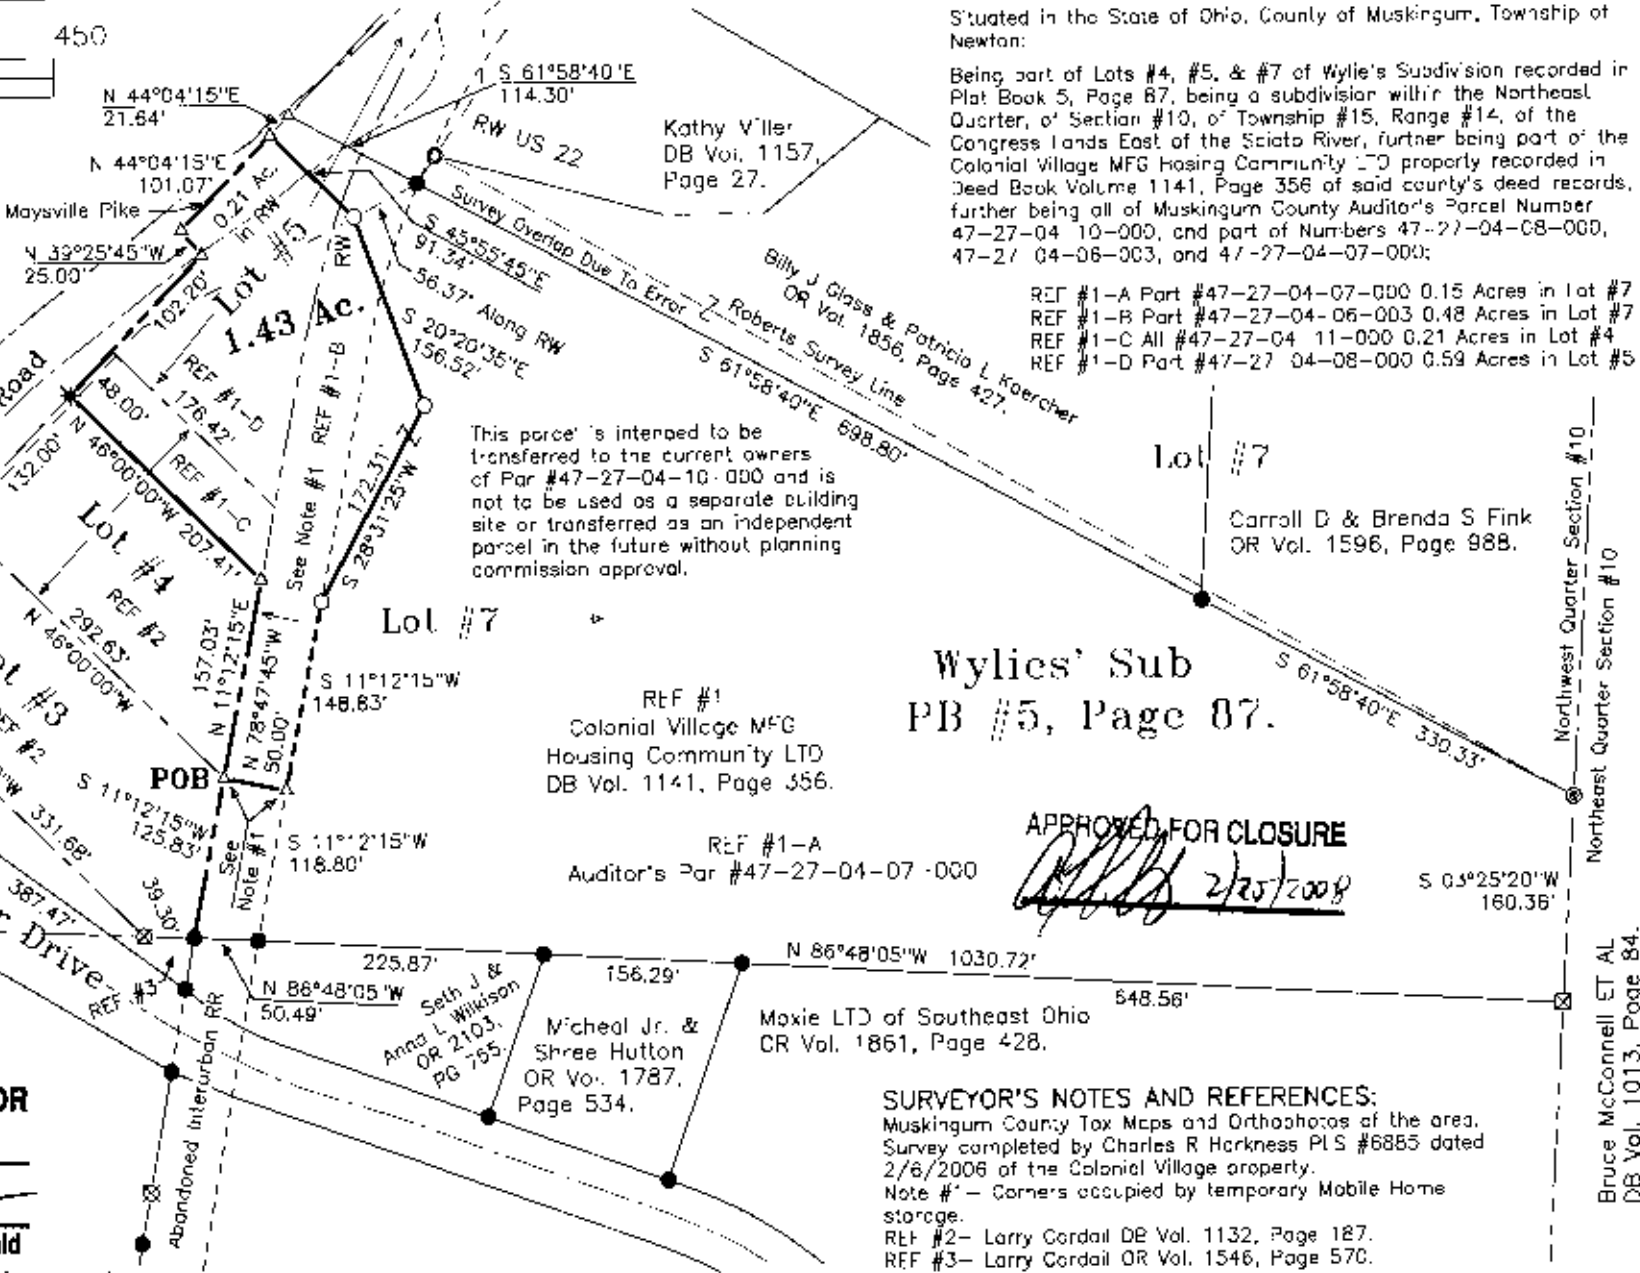 450
N 44°04'15"E
21.64'
S 61°58'40"E
114.30'
RW US 22
N 44°04'15"E
101.07'
Maysville Pike
0.21 Ac.
in RW
N 39°25'45"W
25.00'
Kathy Viller
DB Vol. 1157,
Page 27.
Situated in the State of Ohio, County of Muskingum, Township of
Newton:
Being part of Lots #4, #5, & #7 of Wylie's Subdivision recorded in
Plat Book 5, Page 87, being a subdivision within the Northeast
Quarter, of Section #10, of Township #15, Range #14, of the
Congress Lands East of the Scioto River, further being part of the
Colonial Village MFG Hosing Community LTD property recorded in
Deed Book Volume 1141, Page 356 of said county's deed records,
further being all of Muskingum County Auditor's Parcel Number
47-27-04 10-000, and part of Numbers 47-27-04-08-000,
47-27 04-06-003, and 47-27-04-07-000;
REF #1-A Part #47-27-04-07-000 0.15 Acres in Lot #7
REF #1-B Part #47-27-04-06-003 0.48 Acres in Lot #7
REF #1-C All #47-27-04 11-000 0.21 Acres in Lot #4
REF #1-D Part #47-27 04-08-000 0.59 Acres in Lot #5
Survey Overlap Due To Error
Roberts Survey Line
Billy J Glass & Patricia L Kaercher
OR Vol. 1856, Page 427.
S 45°55'45"E
91.34'
56.37' Along RW
S 20°20'35"E
156.52'
S 61°58'40"E 698.80'
RW
Lot #5
1.43 Ac.
102.20'
Road
48.00'
132.00'
REF #1-D
176.42'
REF #1-C
N 46°00'00"W 207.41'
See Note #1 REF #1-B
172.31'
S 28°31'25"W
This parcel is intended to be
transferred to the current owners
of Par #47-27-04-10-000 and is
not to be used as a separate building
site or transferred as an independent
parcel in the future without planning
commission approval.
Lot #7
Carroll D & Brenda S Fink
OR Vol. 1596, Page 988.
Northwest Quarter Section #10
Northeast Quarter Section #10
Lot #4
REF #2
292.63'
N 46°00'00"W
Lot #7
157.03'
N 11°12'15"E
N 78°47'45"W
50.00'
S 11°12'15"W
148.83'
Wylies' Sub
PB #5, Page 87.
S 61°58'40"E 330.33'
REF #1
Colonial Village MFG
Housing Community LTD
DB Vol. 1141, Page 356.
ot #3
REF #2
POB
S 11°12'15"W
125.83'
331.68'
See
Note #1
S 11°12'15"W
118.80'
REF #1-A
Auditor's Par #47-27-04-07-000
APPROVED FOR CLOSURE
2/25/2008
S 03°25'20"W
160.36'
387.47'
39.30'
r Drive
REF #3
N 86°48'05"W
50.49'
225.87'
156.29'
N 86°48'05"W 1030.72'
648.56'
Seth J &
Anna L Wilkison
OR 2103,
PG 765.
Micheal Jr. &
Shree Hutton
OR Vol. 1787,
Page 534.
Moxie LTD of Southeast Ohio
OR Vol. 1861, Page 428.
Bruce McConnell ET AL
DB Vol. 1013, Page 84.
Abandoned Interurban RR
OR
ld
SURVEYOR'S NOTES AND REFERENCES:
Muskingum County Tax Maps and Orthophotos of the area.
Survey completed by Charles R Harkness PLS #6885 dated
2/6/2006 of the Colonial Village property.
Note #1- Corners occupied by temporary Mobile Home
storage.
REF #2- Larry Cordail DB Vol. 1132, Page 187.
REF #3- Larry Cordail OR Vol. 1546, Page 570.